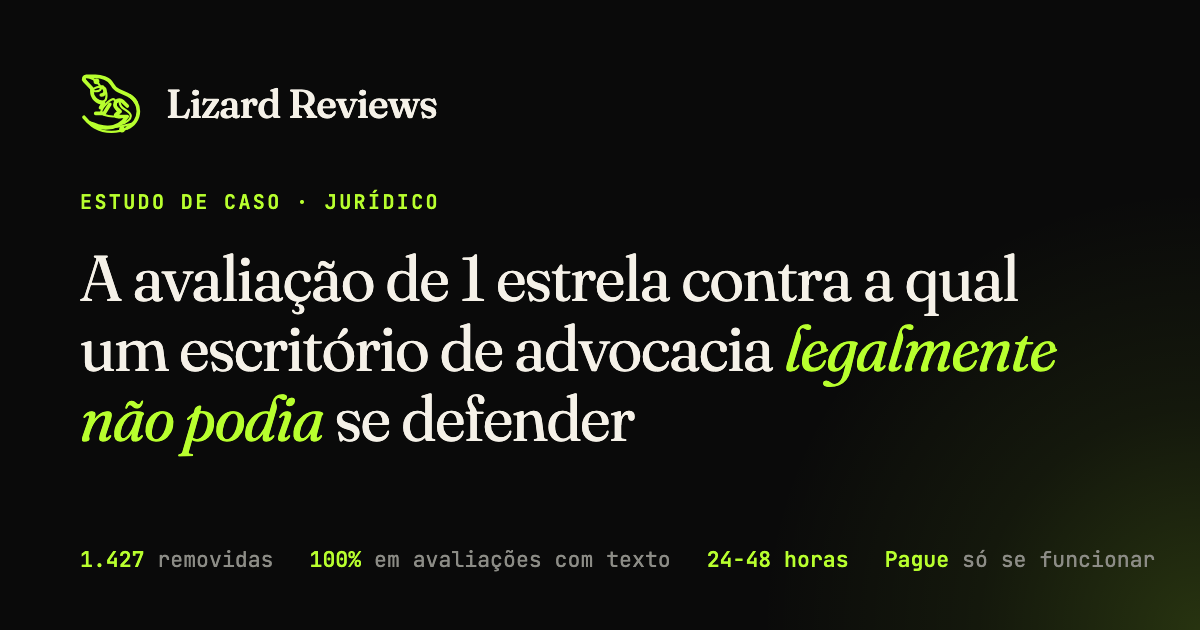 Lizard Reviews
ESTUDO DE CASO · JURÍDICO
A avaliação de 1 estrela contra a qual
um escritório de advocacia legalmente
não podia se defender
1.427 removidas 100% em avaliações com texto 24-48 horas Pague só se funcionar